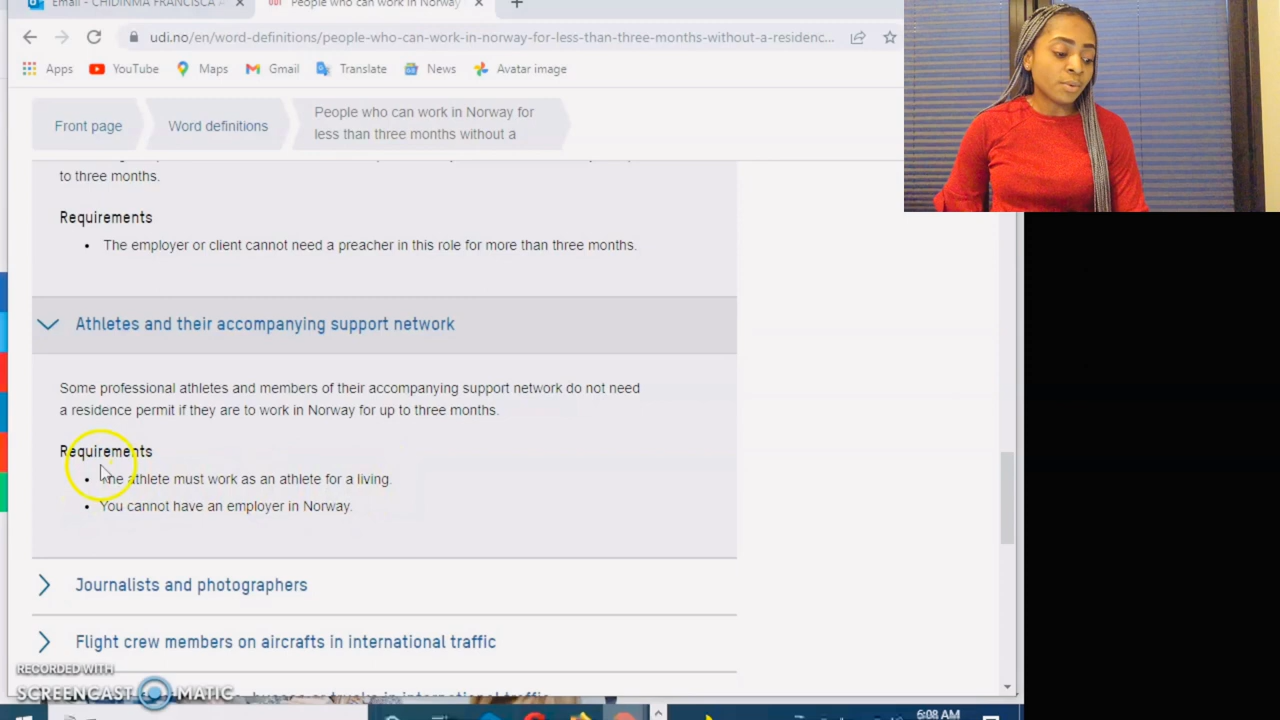 Email - CHIDINMA FRANCISCA
People who can work in Norway
udi.no/en/word-definitions/people-who-can-work-in-norway-for-less-than-three-months-without-a-residenc...
Apps YouTube Maps Gmail Translate News Avatar image
Front page
Word definitions
People who can work in Norway for
less than three months without a
to three months.
Requirements
• The employer or client cannot need a preacher in this role for more than three months.
Athletes and their accompanying support network
Some professional athletes and members of their accompanying support network do not need
a residence permit if they are to work in Norway for up to three months.
Requirements
• The athlete must work as an athlete for a living.
• You cannot have an employer in Norway.
Journalists and photographers
Flight crew members on aircrafts in international traffic
RECORDED WITH
SCREENCAST MATIC
6:08 AM